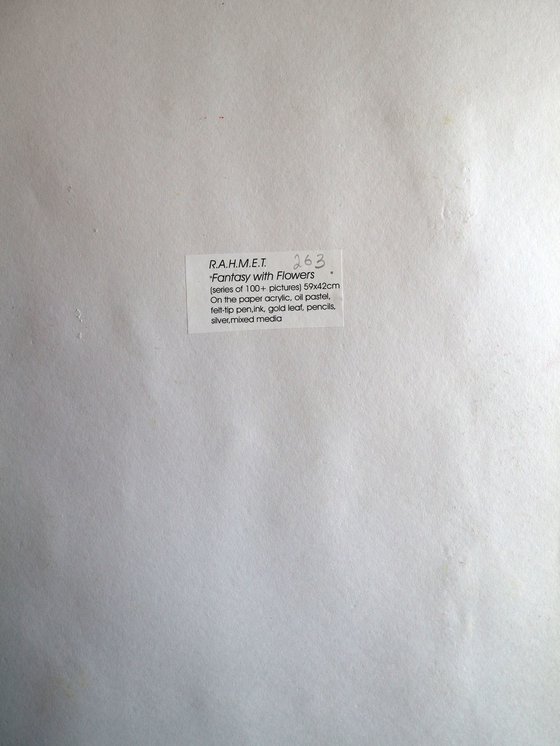 R.A.H.M.E.T. 263
"Fantasy with Flowers "
(series of 100+ pictures) 59x42cm
On the paper acrylic, oil pastel,
felt-tip pen,ink, gold leaf, pencils,
silver,mixed media